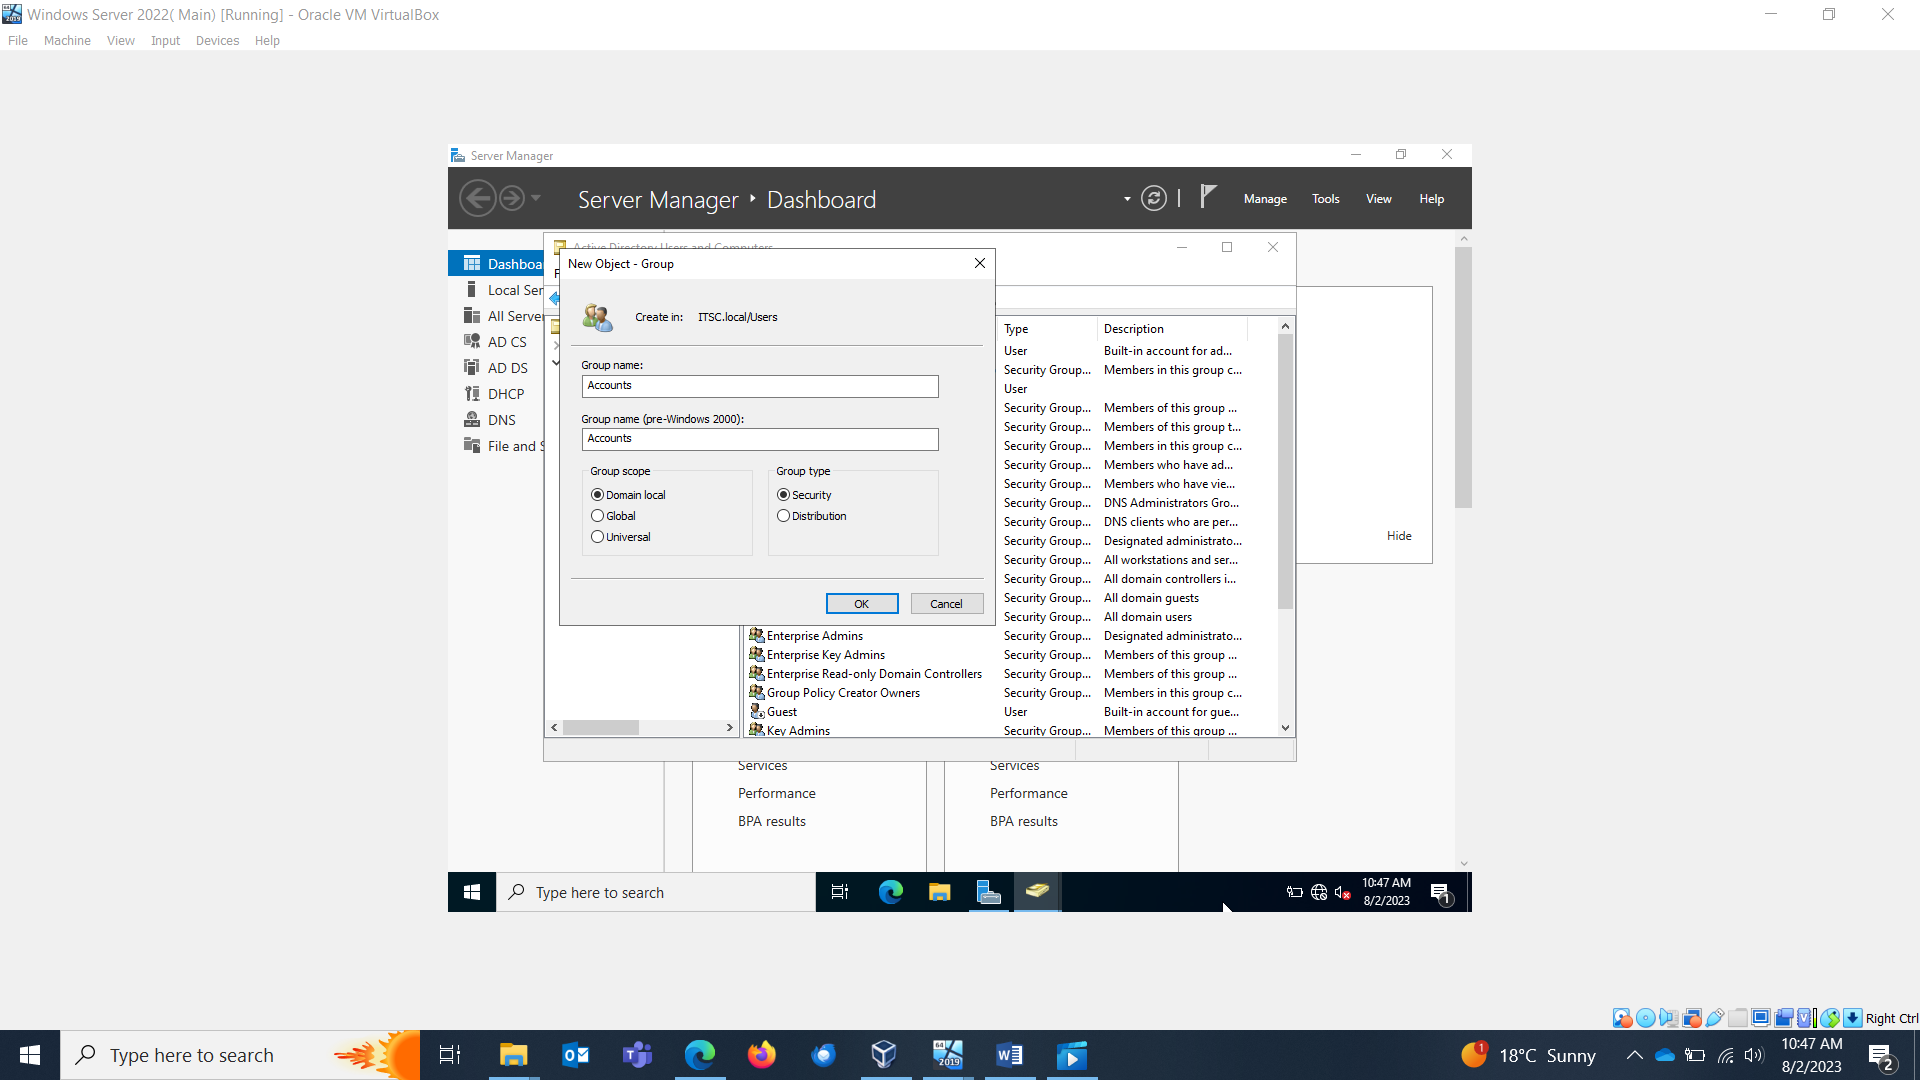 Windows Server 2022( Main) [Running] - Oracle VM VirtualBox
File Machine View Input Devices Help
Server Manager
Server Manager Dashboard
Manage Tools View Help
Active Directory Users and Computers
New Object - Group
Create in: ITSC.local/Users
Group name:
Accounts
Group name (pre-Windows 2000):
Accounts
Group scope
Domain local
Global
Universal
Group type
Security
Distribution
OK Cancel
Dashboa
Local Ser
All Server
AD CS
AD DS
DHCP
DNS
File and S
Type Description
User Built-in account for ad...
Security Group... Members in this group c...
User
Security Group... Members of this group ...
Security Group... Members of this group t...
Security Group... Members in this group c...
Security Group... Members who have ad...
Security Group... Members who have vie...
Security Group... DNS Administrators Gro...
Security Group... DNS clients who are per...
Security Group... Designated administrato...
Security Group... All workstations and ser...
Security Group... All domain controllers i...
Security Group... All domain guests
Security Group... All domain users
Enterprise Admins Security Group... Designated administrato...
Enterprise Key Admins Security Group... Members of this group ...
Enterprise Read-only Domain Controllers Security Group... Members of this group ...
Group Policy Creator Owners Security Group... Members in this group c...
Guest User Built-in account for gue...
Key Admins Security Group... Members of this group ...
Hide
Services Services
Performance Performance
BPA results BPA results
Type here to search
10:47 AM
8/2/2023
1
Right Ctrl
Type here to search
64
2019
1
18°C Sunny
10:47 AM
8/2/2023
2